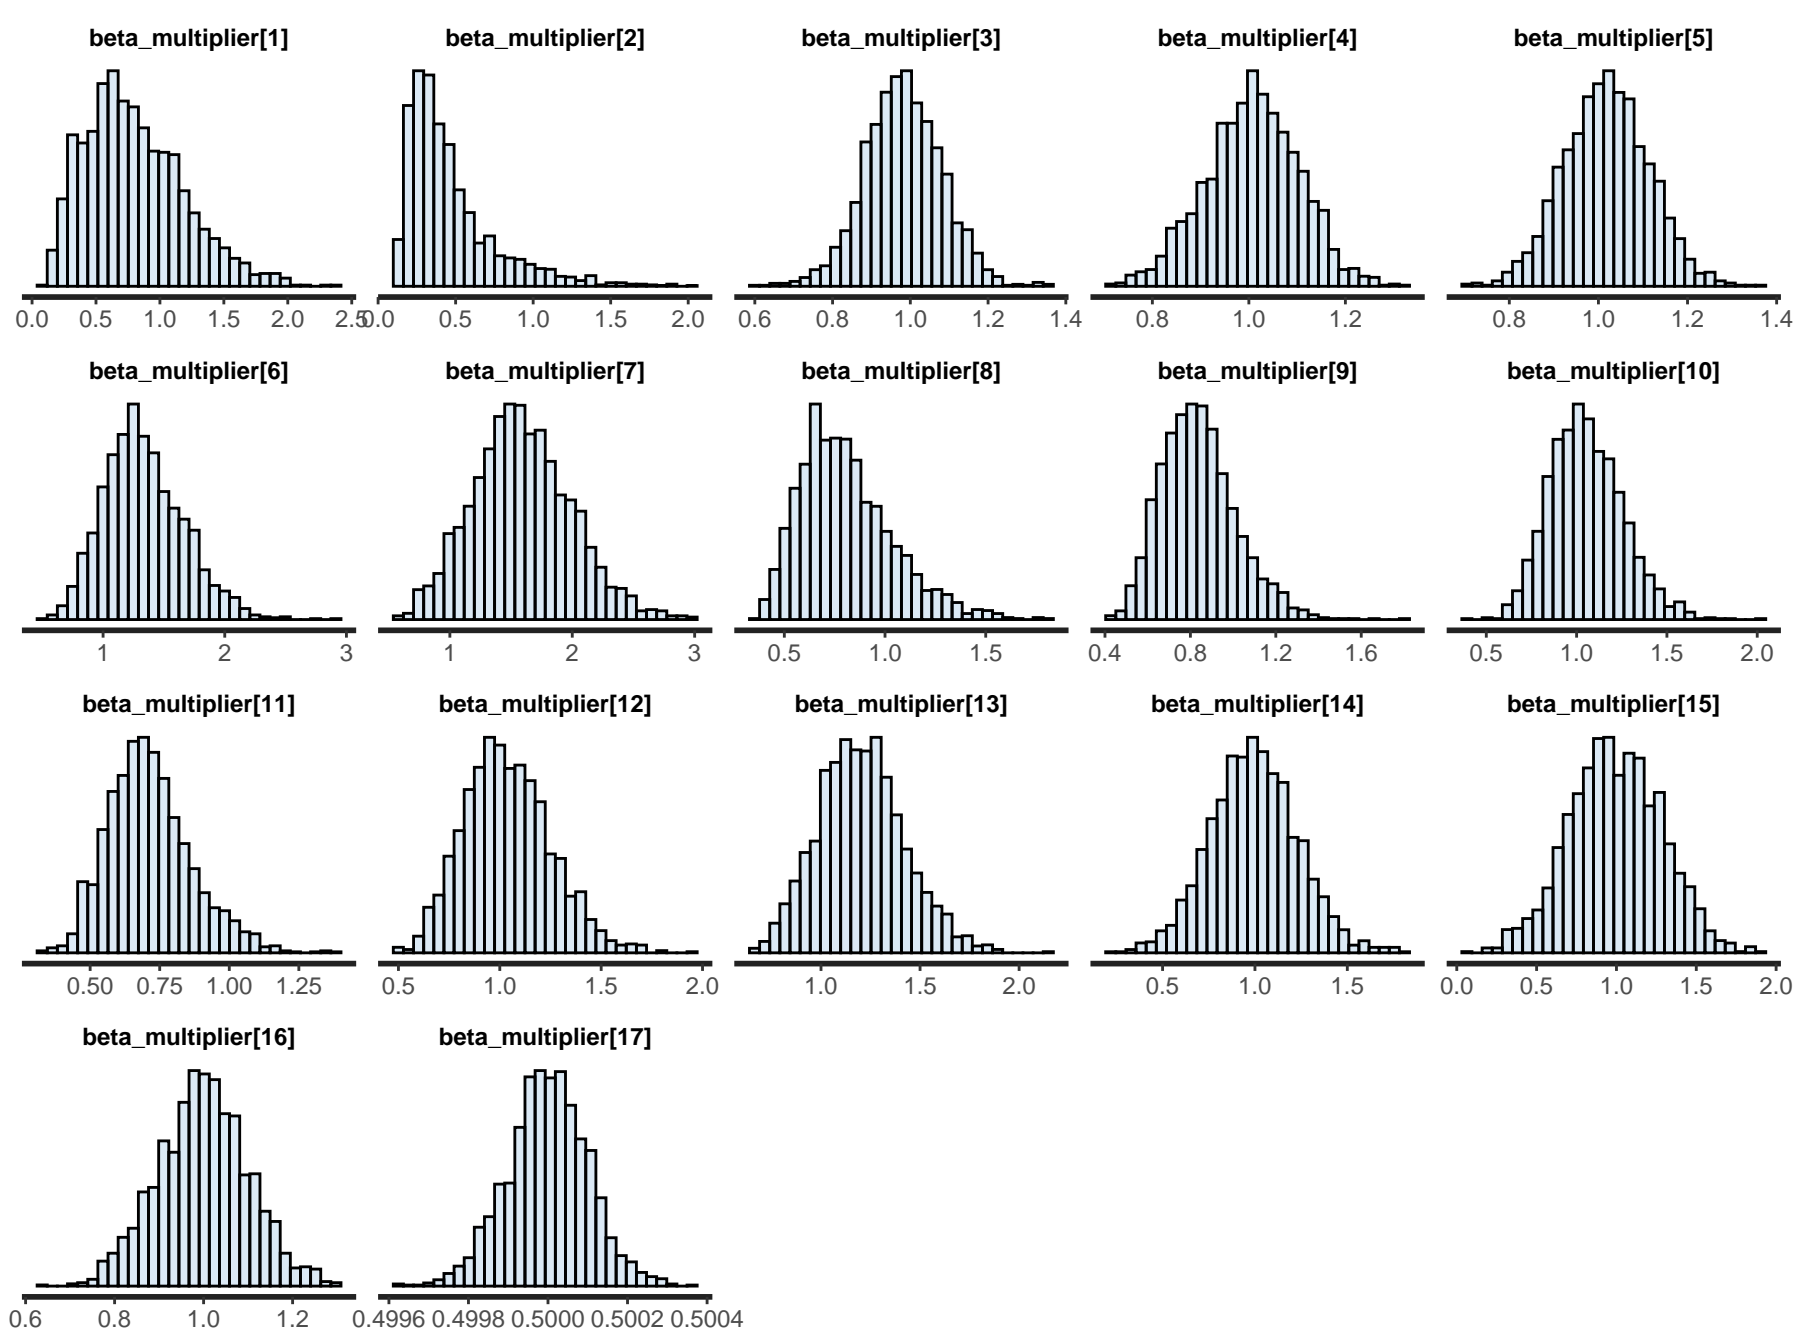 beta_multiplier[1] beta_multiplier[2] beta_multiplier[3] beta_multiplier[4] beta_multiplier[5]
0.0 0.5 1.0 1.5 2.0 2.5 0.0 0.5 1.0 1.5 2.0 0.6 0.8 1.0 1.2 1.4 0.8 1.0 1.2 0.8 1.0 1.2 1.4
beta_multiplier[6] beta_multiplier[7] beta_multiplier[8] beta_multiplier[9] beta_multiplier[10]
1 2 3 1 2 3 0.5 1.0 1.5 0.4 0.8 1.2 1.6 0.5 1.0 1.5 2.0
beta_multiplier[11] beta_multiplier[12] beta_multiplier[13] beta_multiplier[14] beta_multiplier[15]
0.50 0.75 1.00 1.25 0.5 1.0 1.5 2.0 1.0 1.5 2.0 0.5 1.0 1.5 0.0 0.5 1.0 1.5 2.0
beta_multiplier[16] beta_multiplier[17]
0.6 0.8 1.0 1.2 0.4996 0.4998 0.5000 0.5002 0.5004